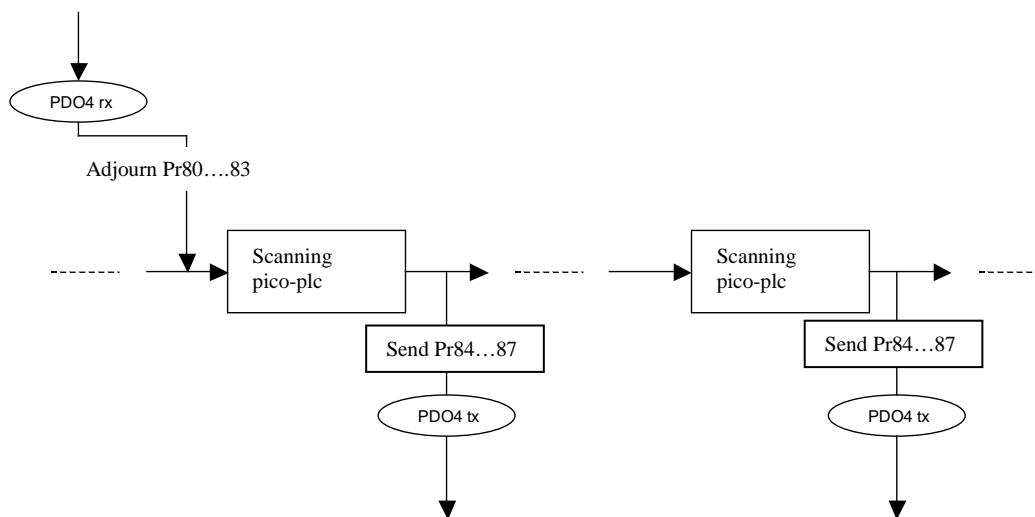 PDO4 rx
Adjourn Pr80….83
Scanning
pico-plc
Scanning
pico-plc
Send Pr84…87
Send Pr84…87
PDO4 tx
PDO4 tx